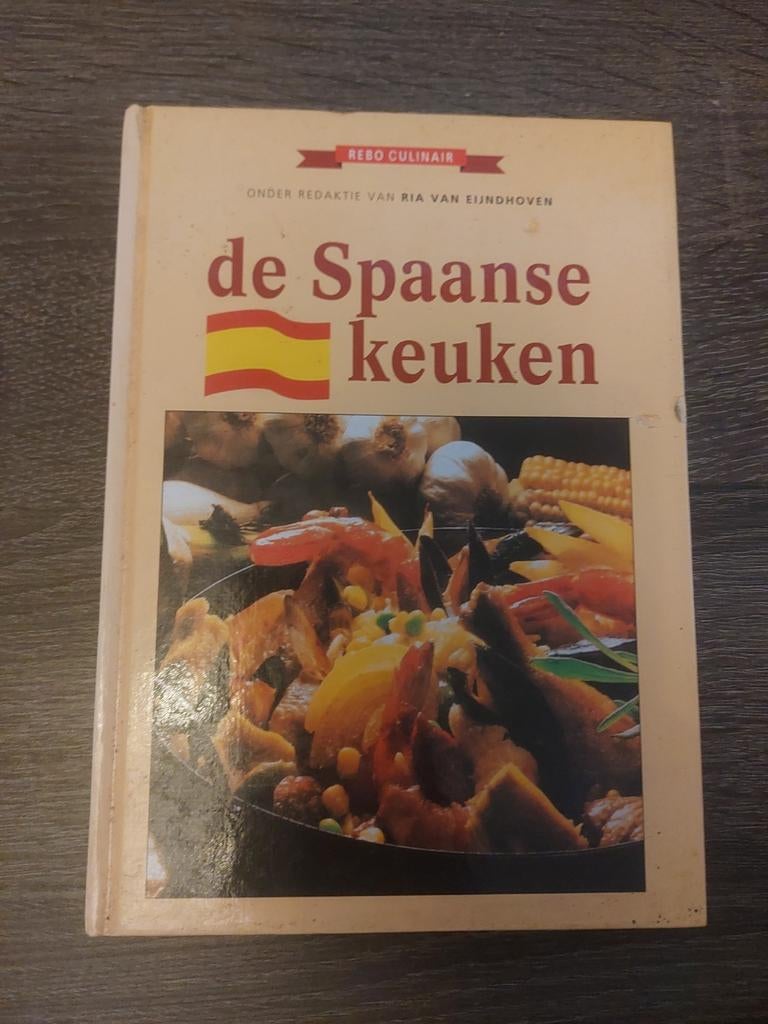 REBO CULINAIR
ONDER REDAKTIE VAN RIA VAN EIJNDHOVEN
de Spaanse
keuken